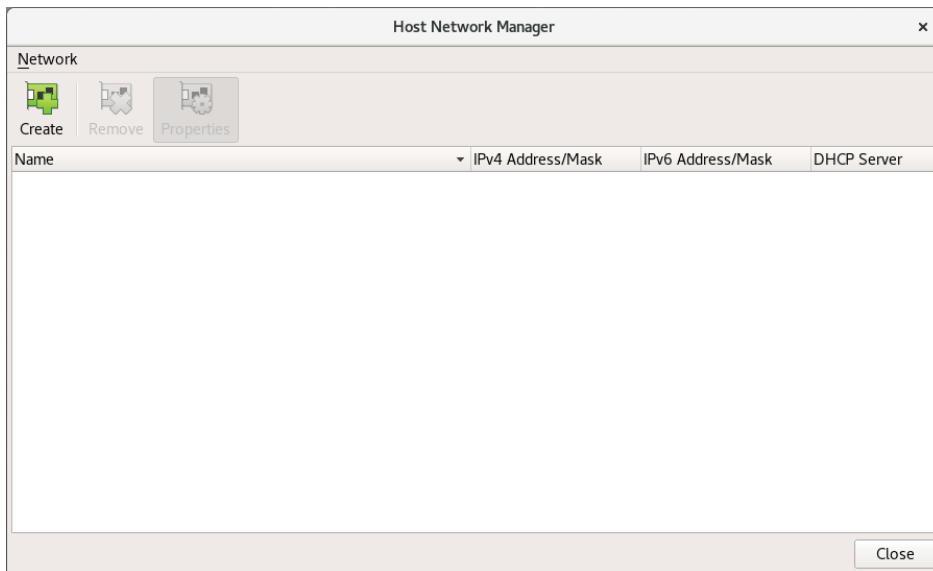 Host Network Manager ×
Network
Create Remove Properties
Name IPv4 Address/Mask IPv6 Address/Mask DHCP Server
Close